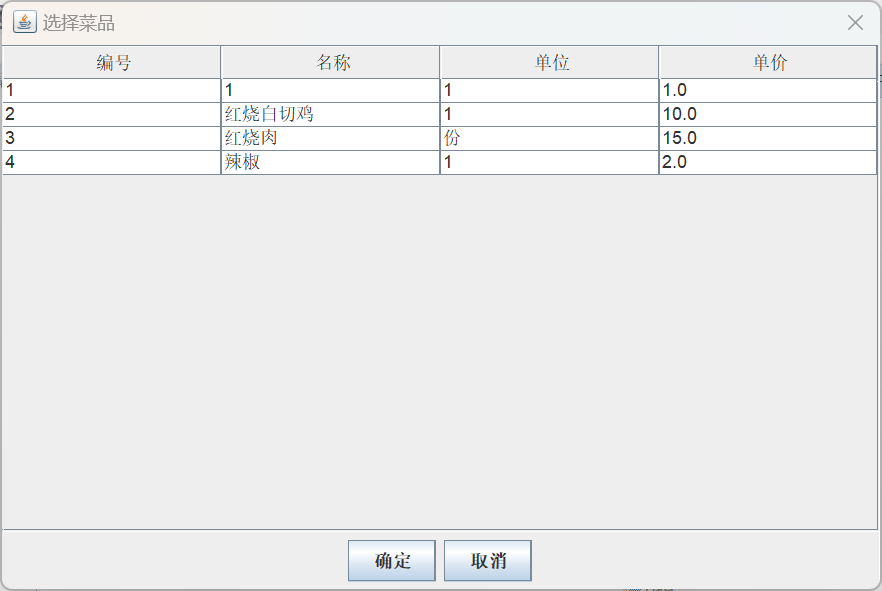 选择菜品
编号 名称 单位 单价
1 1 1 1.0
2 红烧白切鸡 1 10.0
3 红烧肉 份 15.0
4 辣椒 1 2.0
确定 取消